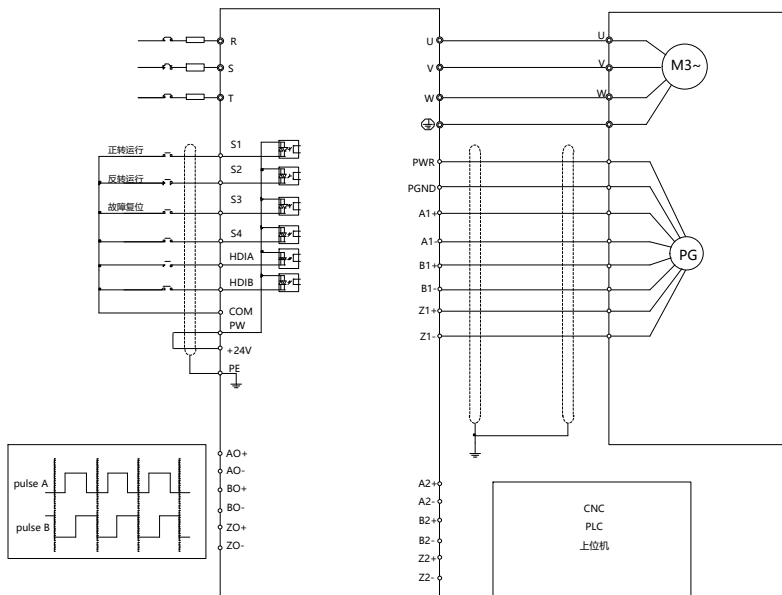 R
S
T
U
V
W
U
V
W
M3~
正转运行
S1
反转运行
S2
故障复位
S3
S4
HDIA
HDIB
COM
PW
+24V
PE
PWR
PGND
A1+
A1-
B1+
B1-
Z1+
Z1-
PG
pulse A
pulse B
AO+
AO-
BO+
BO-
ZO+
ZO-
A2+
A2-
B2+
B2-
Z2+
Z2-
CNC
PLC
上位机